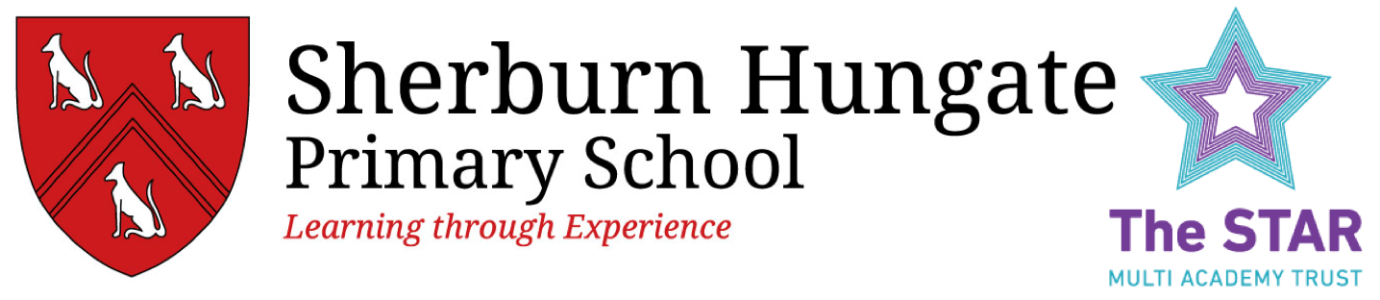 Sherburn Hungate
Primary School
Learning through Experience
The STAR
MULTI ACADEMY TRUST